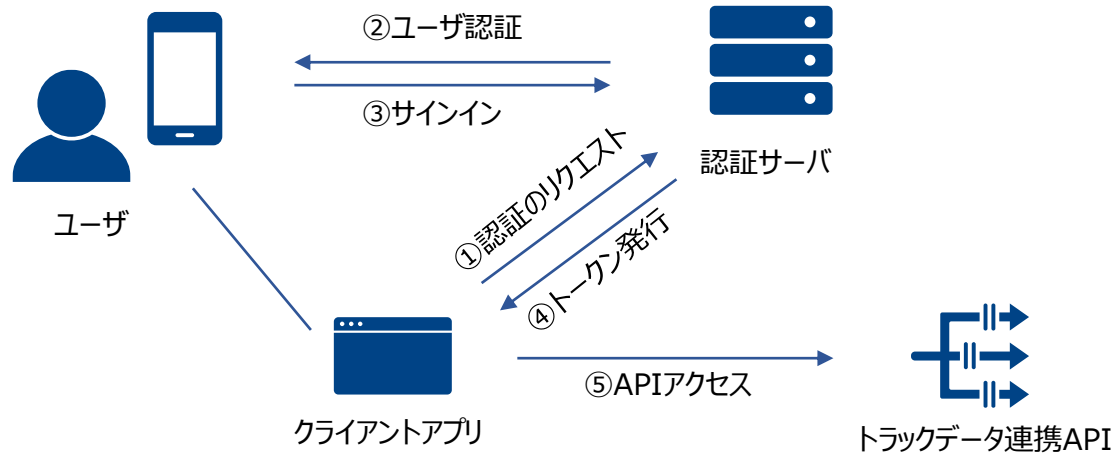 ②ユーザ認証
③サインイン
認証サーバ
ユーザ
①認証のリクエスト
④トークン発行
⑤APIアクセス
クライアントアプリ
トラックデータ連携API